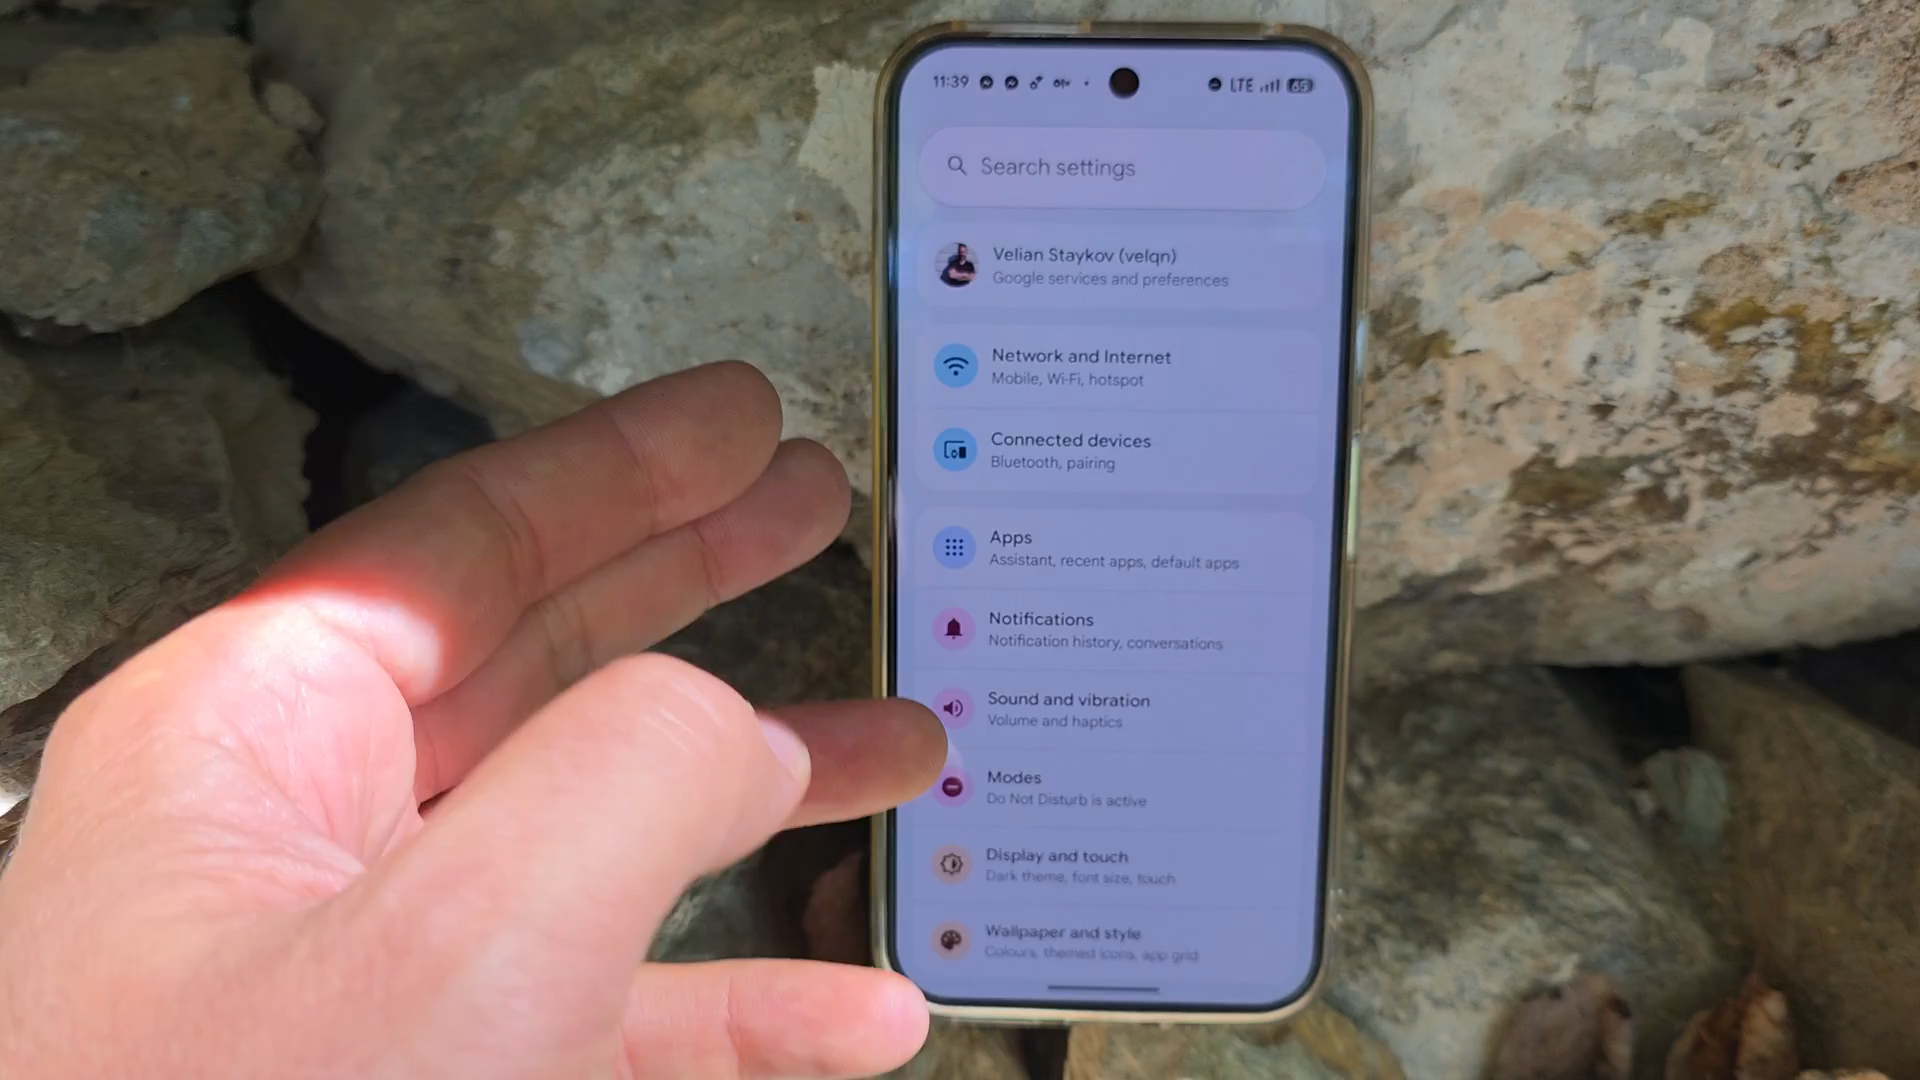 11:39 LTE 65
Search settings
Velian Staykov (velqn)
Google services and preferences
Network and Internet
Mobile, Wi-Fi, hotspot
Connected devices
Bluetooth, pairing
Apps
Assistant, recent apps, default apps
Notifications
Notification history, conversations
Sound and vibration
Volume and haptics
Modes
Do Not Disturb is active
Display and touch
Dark theme, font size, touch
Wallpaper and style
Colours, themed icons, app grid